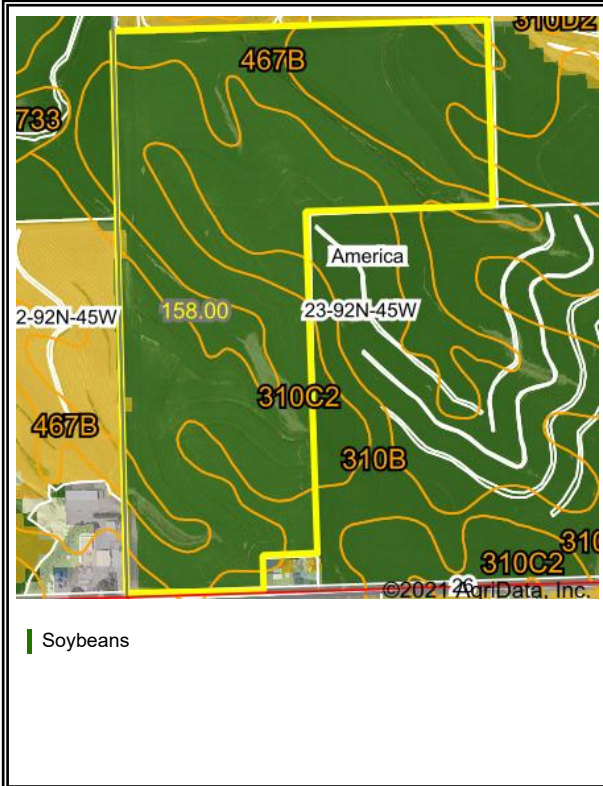 310D2
467B
733
America
2-92N-45W
158.00
23-92N-45W
310C2
467B
310B
310
310C2
26
©2021 AgriData, Inc.
Soybeans